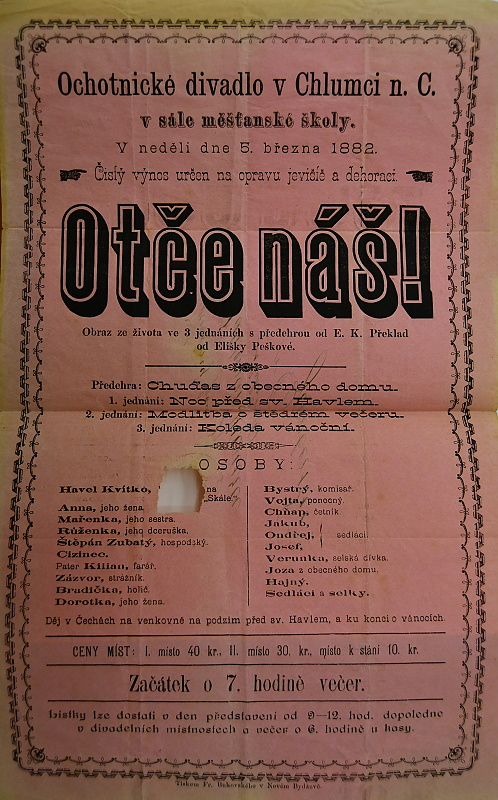 Ochotnické divadlo v Chlumci n. C.
v sále měšťanské školy.
V neděli dne 5. března 1882.
Čistý výnos určen na opravu jeviště a dekorací.
Otče náš!
Obraz ze života ve 3 jednáních s předehrou od E. K. Překlad
od Elišky Peškové.
Předehra: Chuďas z obecného domu.
1. jednání: Noc před sv. Havlem.
2. jednání: Modlitba o štědrém večeru.
3. jednání: Koleda vánoční.
OSOBY:
Havel Kvitko, na
„Skále.“
Anna, jeho žena.
Mařenka, jeho sestra.
Růženka, jeho dceruška.
Štěpán Zubatý, hospodský.
Cizinec.
Pater Kilian, farář.
Zázvor, strážník.
Bradička, holič.
Dorotka, jeho žena.
Bystrý, komisař.
Vojta, ponocný.
Chňap, četník.
Jakub,
Ondřej, sedláci.
Josef,
Verunka, selská dívka.
Joza z obecného domu.
Hajný.
Sedláci a selky.
Děj v Čechách na venkově na podzim před sv. Havlem, a ku konci o vánocích.
CENY MÍST: I. místo 40 kr., II. místo 30 kr., místo k stání 10 kr.
Začátek o 7. hodině večer.
Lístky lze dostati v den představení od 9—12. hod. dopoledne
v divadelních místnostech a večer o 6. hodině u kasy.
Tiskem Fr. Bukovského v Novém Bydžově.